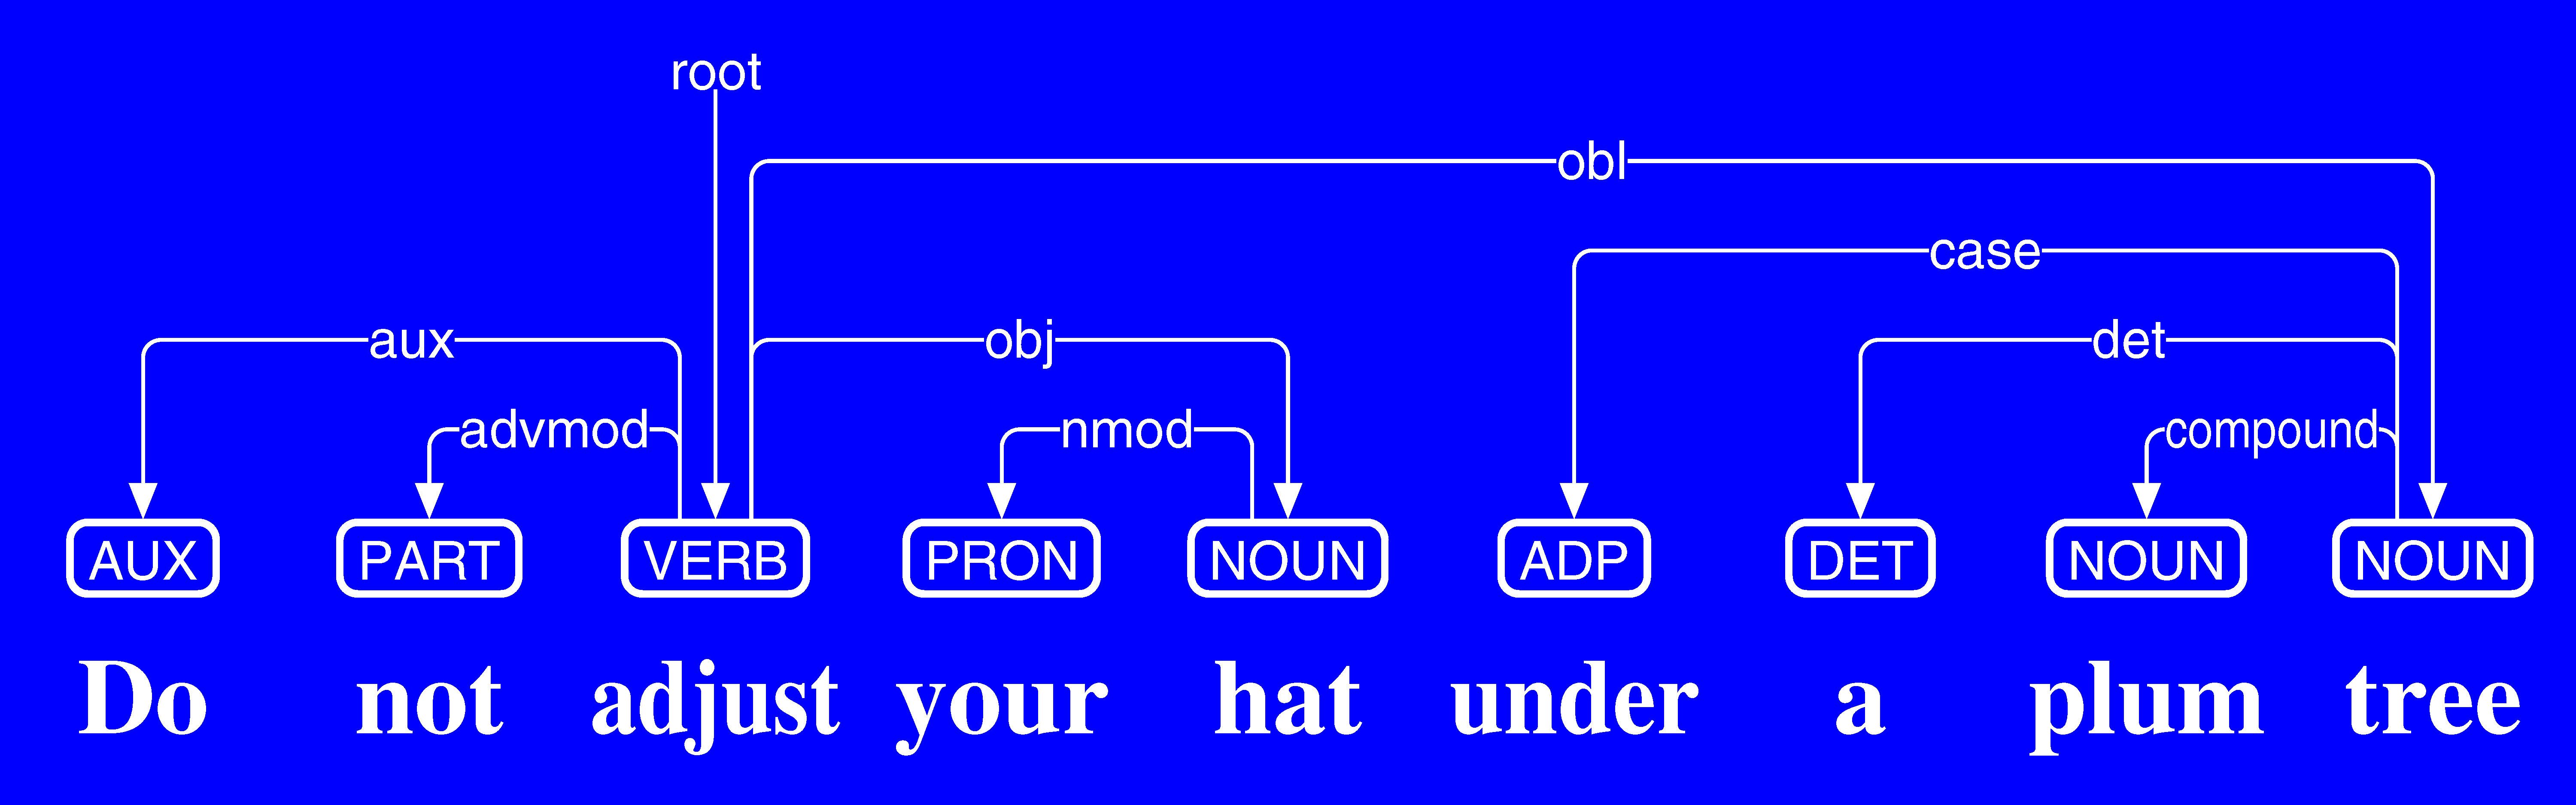 root
obl
case
aux obj det
advmod nmod compound
AUX PART VERB PRON NOUN ADP DET NOUN NOUN
Do not adjust your hat under a plum tree